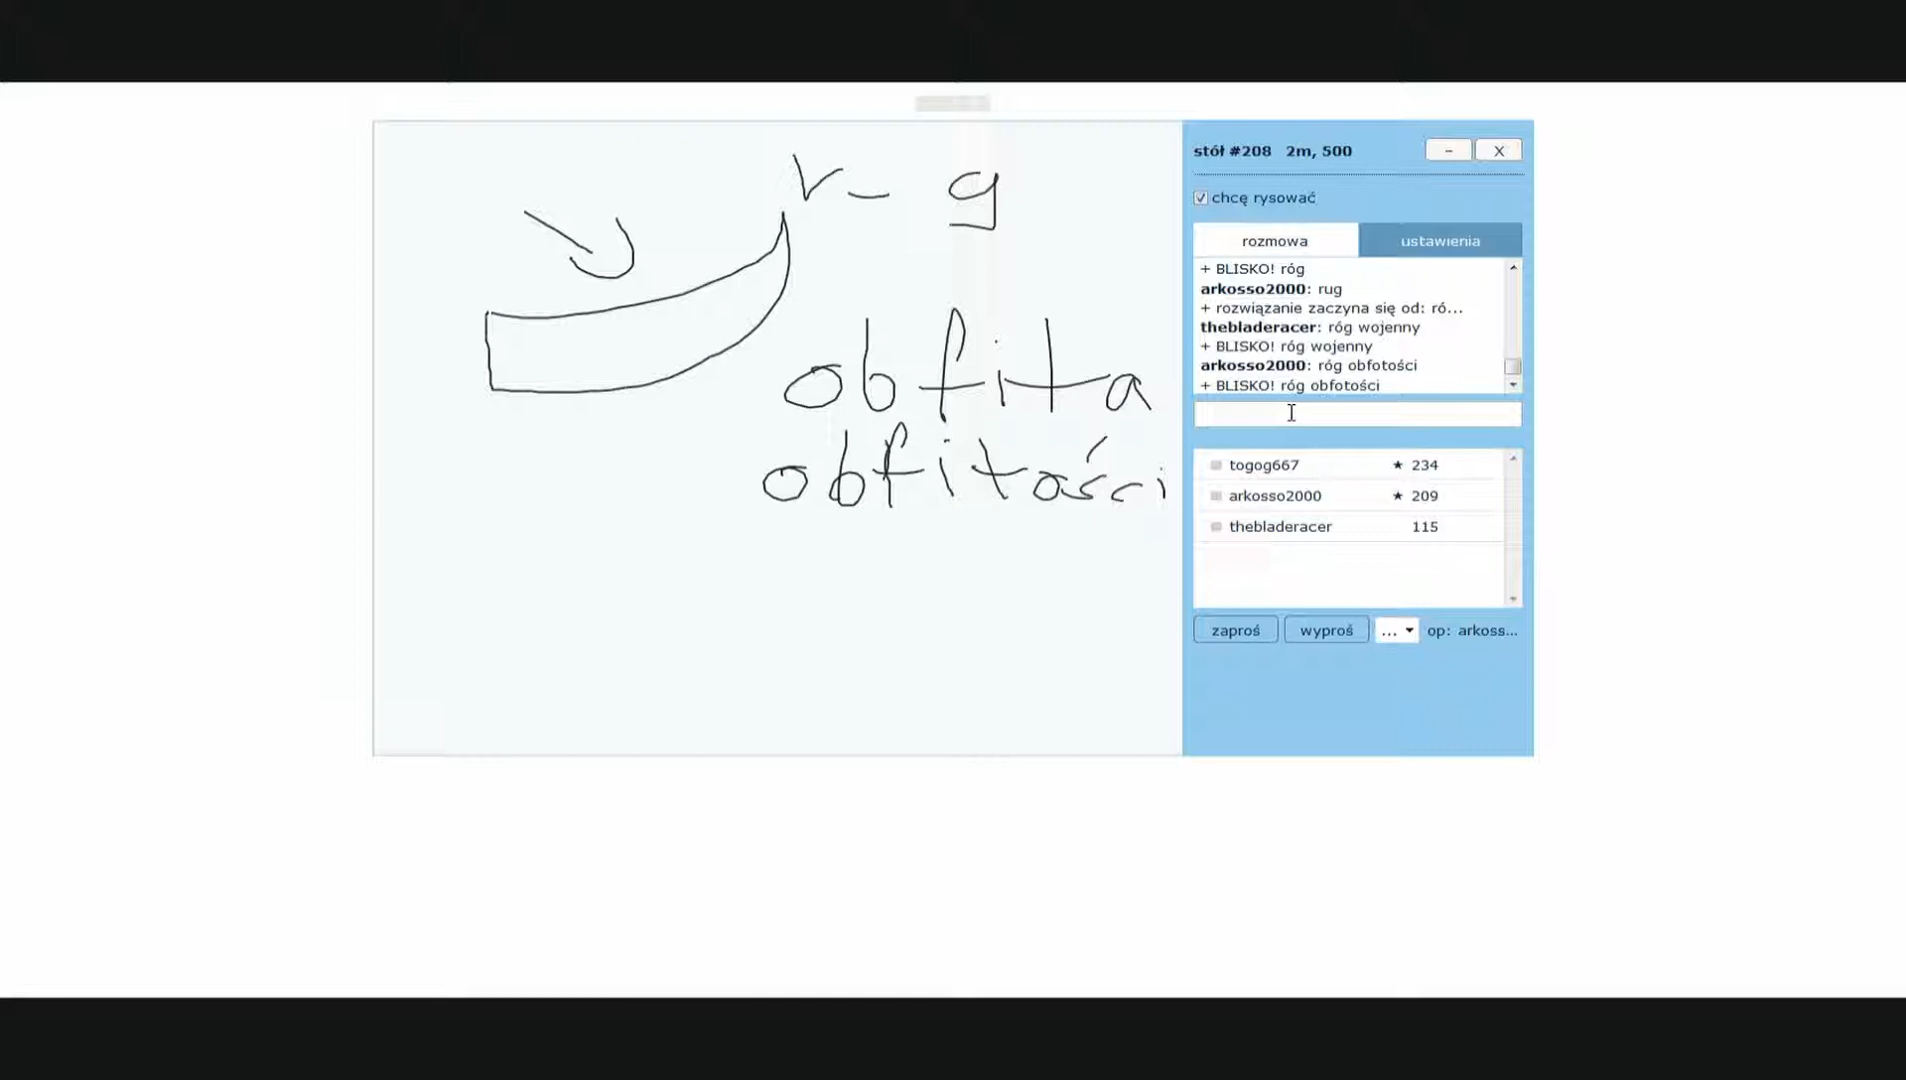 r_ g
obfita
obfitości
stół #208 2m, 500
- X
chcę rysować
rozmowa ustawienia
+ BLISKO! róg
arkosso2000: rug
+ rozwiązanie zaczyna się od: ró...
thebladeracer: róg wojenny
+ BLISKO! róg wojenny
arkosso2000: róg obfotości
+ BLISKO! róg obfotości
togog667 ★ 234
arkosso2000 ★ 209
thebladeracer 115
zaproś wyproś ... op: arkoss...